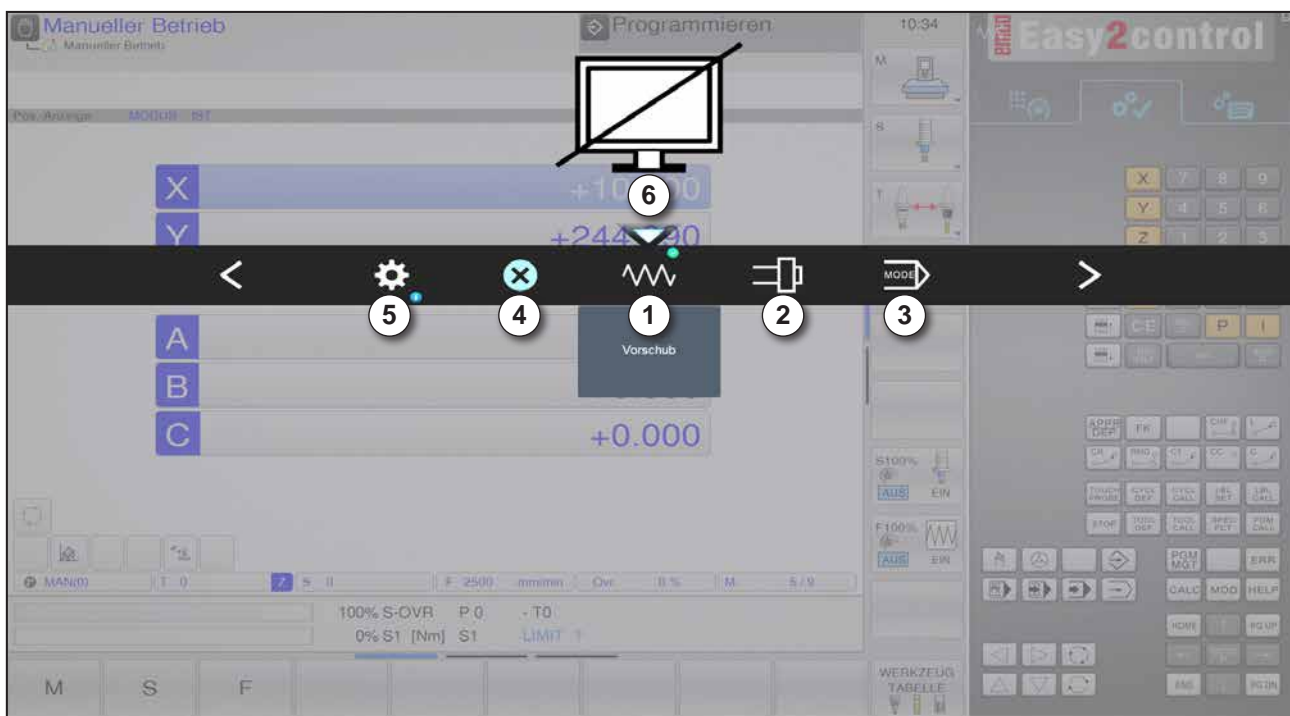 Manueller Betrieb
Manueller Betrieb
Programmieren
10:34
emco Easy2control
M
Pos.-Anzeige MODUS: IST
S
X
6
T
Y
X 7 8 9
Y 4 5 6
Z 1 2 3
< MODE >
5 4 1 2 3
A
Vorschub
CE P I
B
C +0.000
APPR DEP FK CHF L
CR RND CT CC C
S100%
AUS EIN
TOUCH PROBE CYCL DEF CYCL CALL LBL SET LBL CALL
STOP TOOL DEF TOOL CALL SPEC FCT PGM CALL
F100%
AUS EIN
PGM MGT ERR
CALC MOD HELP
MAN(0) T 0 Z S 0 F 2500 mm/min Ovr 0 % M 5/9
100% S-OVR P0 -T0
0% S1 [Nm] S1 LIMIT 1
HOME PG UP
END PG DN
M S F
WERKZEUG
TABELLE